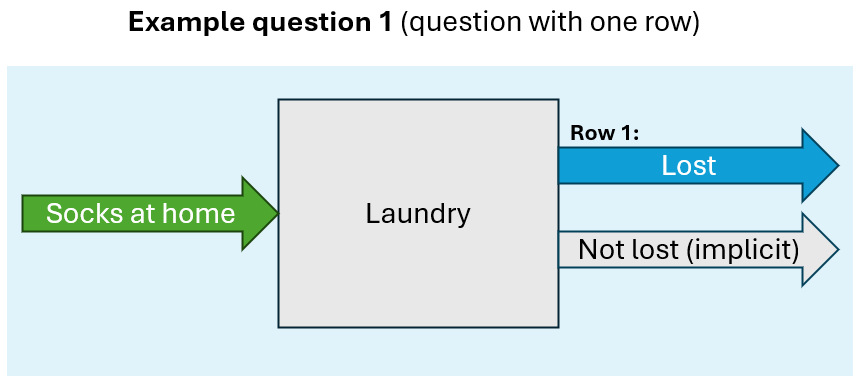 Example question 1 (question with one row)
Row 1:
Lost
Socks at home
Laundry
Not lost (implicit)